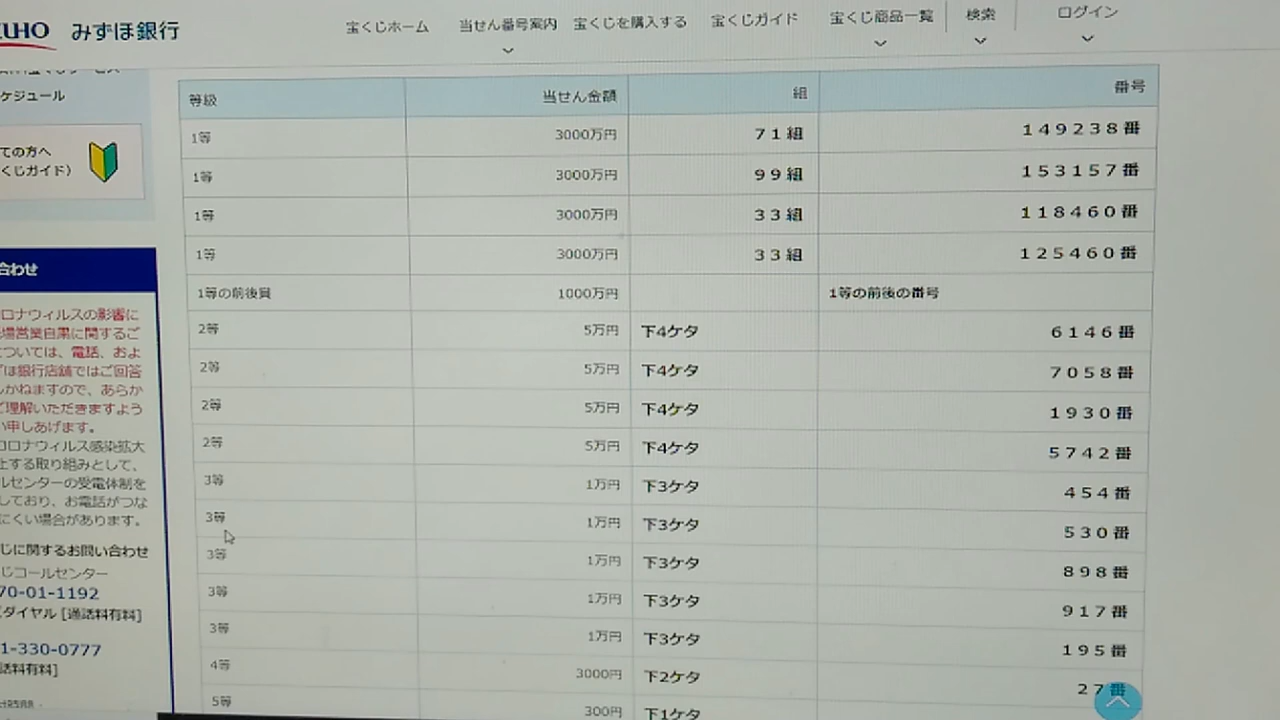 みずほ銀行
宝くじホーム 当せん番号案内 宝くじを購入する 宝くじガイド 宝くじ商品一覧 検索 ログイン
ケジュール
ての方へ
くじガイド）
合わせ
ロナウィルスの影響に
場営業自粛に関するご
ついては、電話、およ
ずほ銀行店舗ではご回答
しかねますので、あらか
ご理解いただきますよう
い申しあげます。
コロナウィルス感染拡大
止する取り組みとして、
ルセンターの受電体制を
しており、お電話がつな
にくい場合があります。
じに関するお問い合わせ
じコールセンター
70-01-1192
ダイヤル [通話料有料]
1-330-0777
話料有料]
等級 当せん金額 組 番号
1等 3000万円 71組 149238番
1等 3000万円 99組 153157番
1等 3000万円 33組 118460番
1等 3000万円 33組 125460番
1等の前後賞 1000万円 1等の前後の番号
2等 5万円 下4ケタ 6146番
2等 5万円 下4ケタ 7058番
2等 5万円 下4ケタ 1930番
2等 5万円 下4ケタ 5742番
3等 1万円 下3ケタ 454番
3等 1万円 下3ケタ 530番
3等 1万円 下3ケタ 898番
3等 1万円 下3ケタ 917番
3等 1万円 下3ケタ 195番
4等 3000円 下2ケタ 27番
5等 300円 下1ケタ